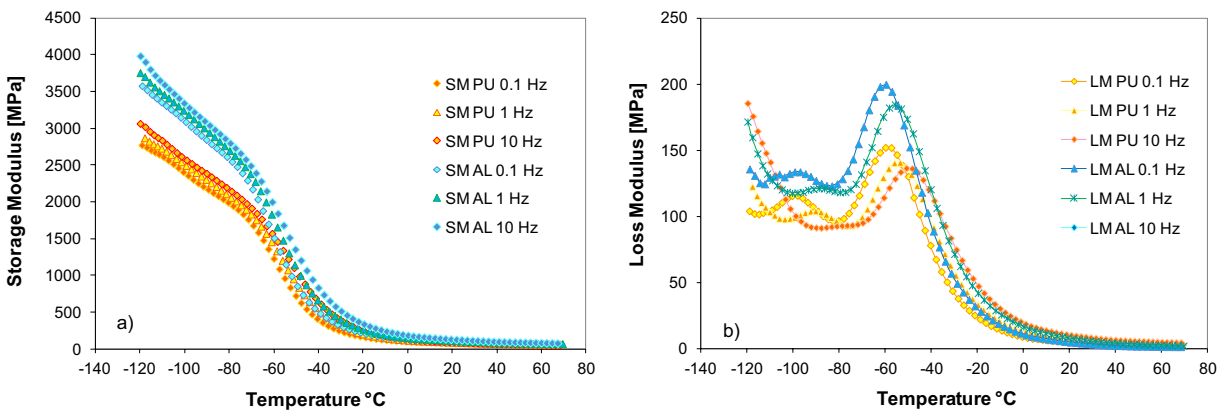 4500
4000
3500
3000
2500
2000
1500
1000
500
0
Storage Modulus [MPa]
-140 -120 -100 -80 -60 -40 -20 0 20 40 60 80
Temperature °C
a)
SM PU 0.1 Hz
SM PU 1 Hz
SM PU 10 Hz
SM AL 0.1 Hz
SM AL 1 Hz
SM AL 10 Hz
250
200
150
100
50
0
Loss Modulus [MPa]
-140 -120 -100 -80 -60 -40 -20 0 20 40 60 80
Temperature °C
b)
LM PU 0.1 Hz
LM PU 1 Hz
LM PU 10 Hz
LM AL 0.1 Hz
LM AL 1 Hz
LM AL 10 Hz